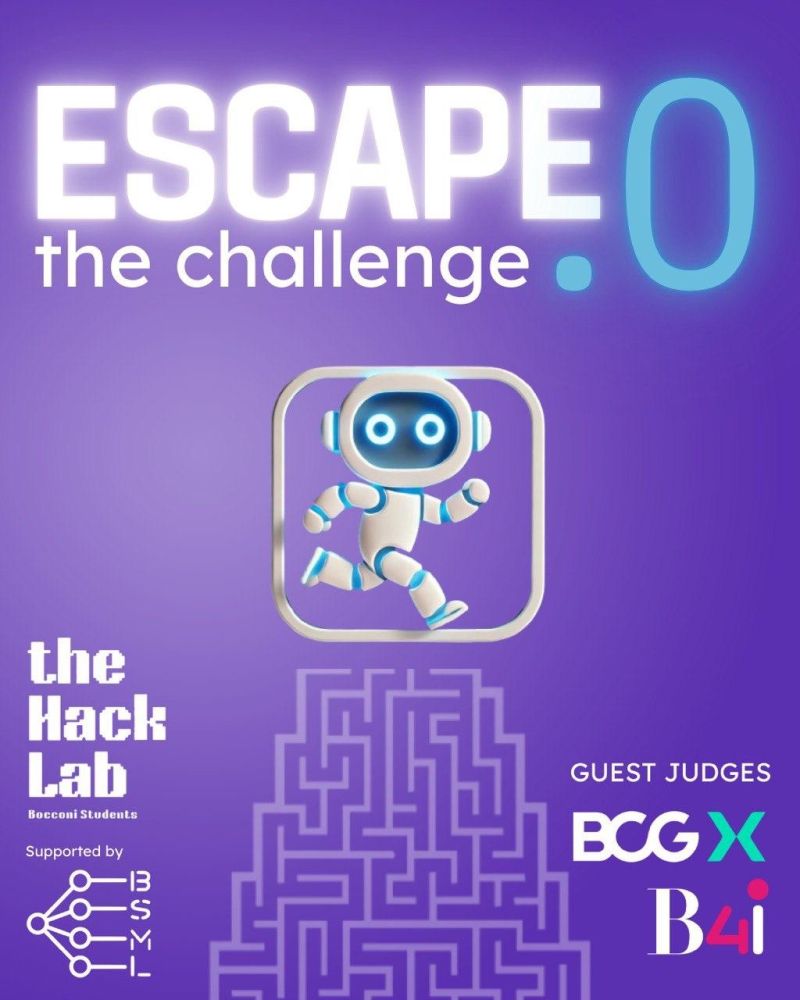 ESCAPE.0
the challenge
the
Hack
Lab
Bocconi Students
Supported by
B
S
M
L
GUEST JUDGES
BCG X
B4i